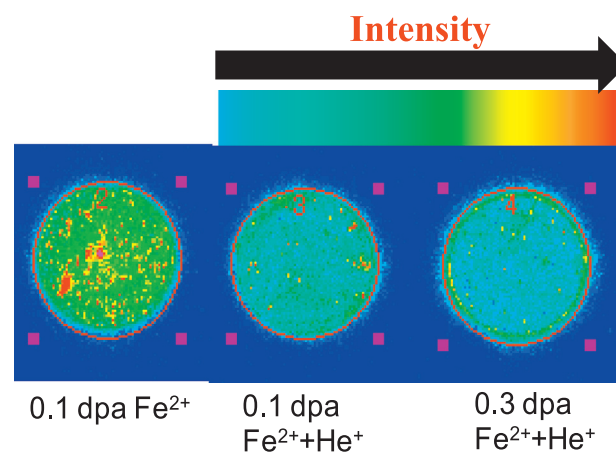 Intensity
2
3
4
0.1 dpa Fe²⁺
0.1 dpa
Fe²⁺+He⁺
0.3 dpa
Fe²⁺+He⁺